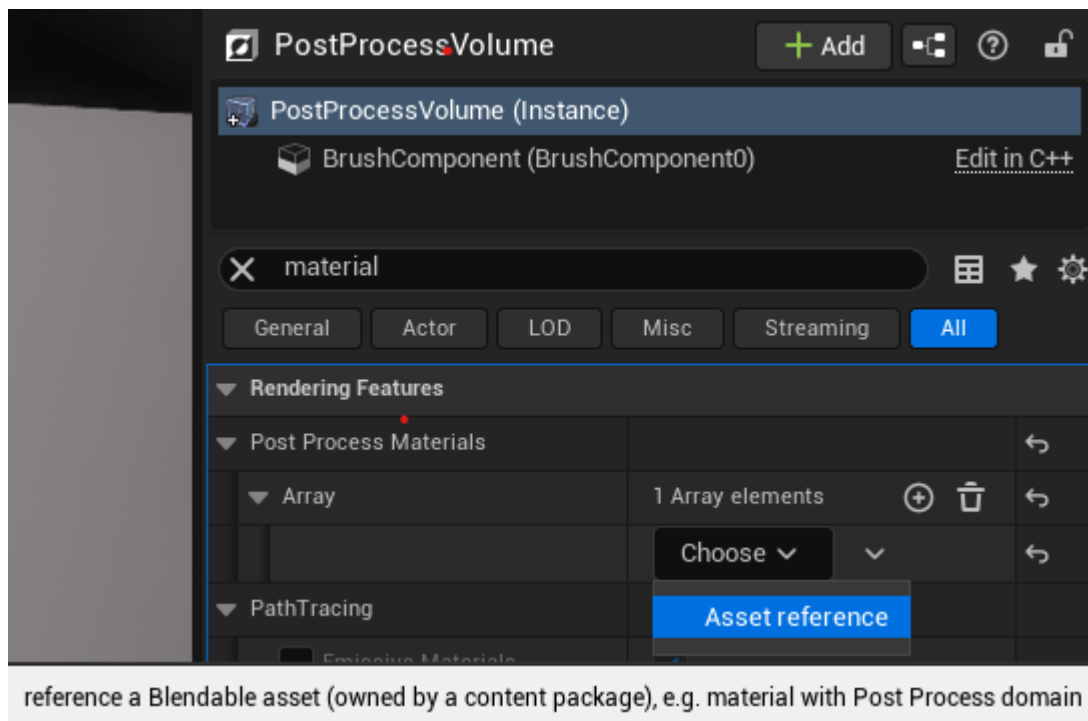 PostProcessVolume
Add
PostProcessVolume (Instance)
BrushComponent (BrushComponent0) Edit in C++
material
General Actor LOD Misc Streaming All
Rendering Features
Post Process Materials
Array 1 Array elements
Choose
PathTracing
Asset reference
Emissive Materials
reference a Blendable asset (owned by a content package), e.g. material with Post Process domain